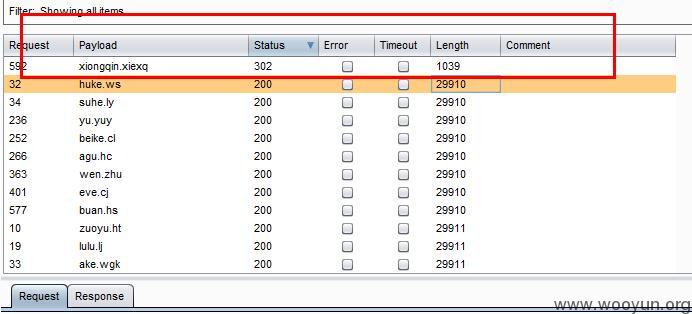 Filter: Showing all items
Request Payload Status Error Timeout Length Comment
592 xiongqin.xiexq 302 1039
32 huke.ws 200 29910
34 suhe.ly 200 29910
236 yu.yuy 200 29910
252 beike.cl 200 29910
266 agu.hc 200 29910
363 wen.zhu 200 29910
401 eve.cj 200 29910
577 buan.hs 200 29910
10 zuoyu.ht 200 29911
19 lulu.lj 200 29911
33 ake.wgk 200 29911
Request Response
www.wooyun.org